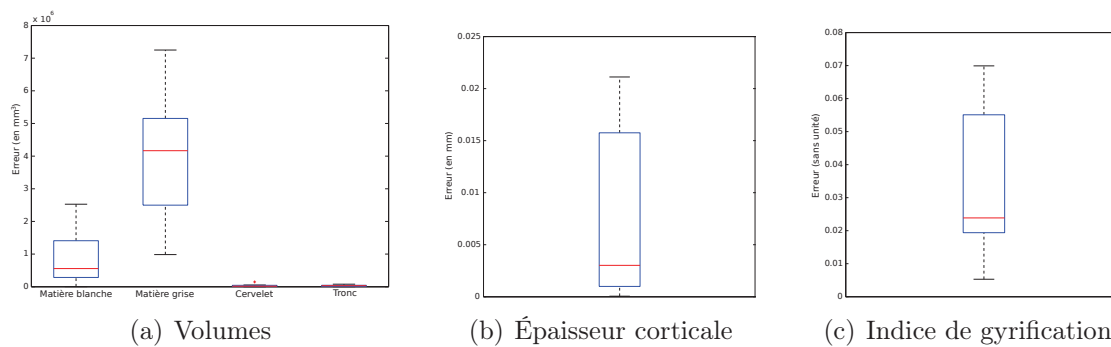 x 10⁶
8
7
6
5
4
3
2
1
0
Erreur (en mm³)
Matière blanche
Matière grise
Cervelet
Tronc
(a) Volumes
0.025
0.02
0.015
0.01
0.005
0
Erreur (en mm)
(b) Épaisseur corticale
0.08
0.07
0.06
0.05
0.04
0.03
0.02
0.01
0
Erreur (sans unité)
(c) Indice de gyrification